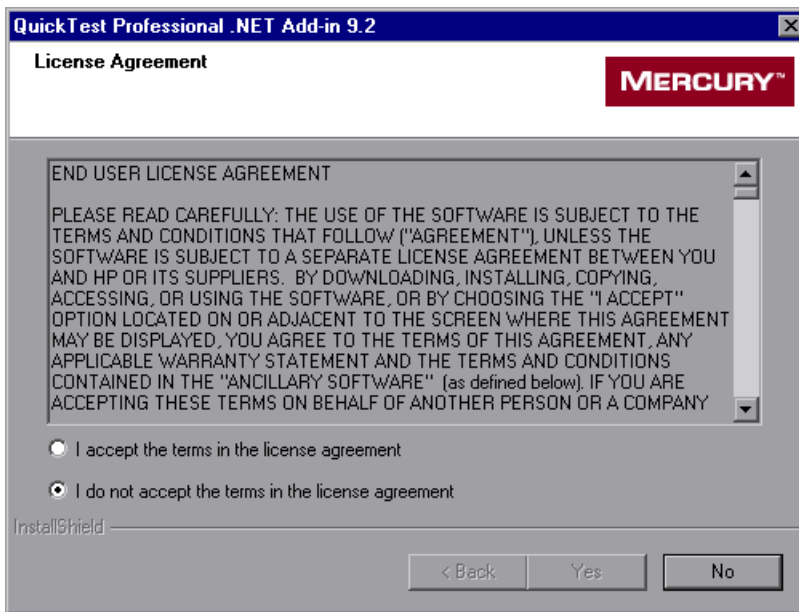 QuickTest Professional .NET Add-in 9.2
License Agreement
MERCURY™
END USER LICENSE AGREEMENT
PLEASE READ CAREFULLY: THE USE OF THE SOFTWARE IS SUBJECT TO THE
TERMS AND CONDITIONS THAT FOLLOW ("AGREEMENT"), UNLESS THE
SOFTWARE IS SUBJECT TO A SEPARATE LICENSE AGREEMENT BETWEEN YOU
AND HP OR ITS SUPPLIERS. BY DOWNLOADING, INSTALLING, COPYING,
ACCESSING, OR USING THE SOFTWARE, OR BY CHOOSING THE "I ACCEPT"
OPTION LOCATED ON OR ADJACENT TO THE SCREEN WHERE THIS AGREEMENT
MAY BE DISPLAYED, YOU AGREE TO THE TERMS OF THIS AGREEMENT, ANY
APPLICABLE WARRANTY STATEMENT AND THE TERMS AND CONDITIONS
CONTAINED IN THE "ANCILLARY SOFTWARE" (as defined below). IF YOU ARE
ACCEPTING THESE TERMS ON BEHALF OF ANOTHER PERSON OR A COMPANY
I accept the terms in the license agreement
I do not accept the terms in the license agreement
InstallShield
< Back Yes No